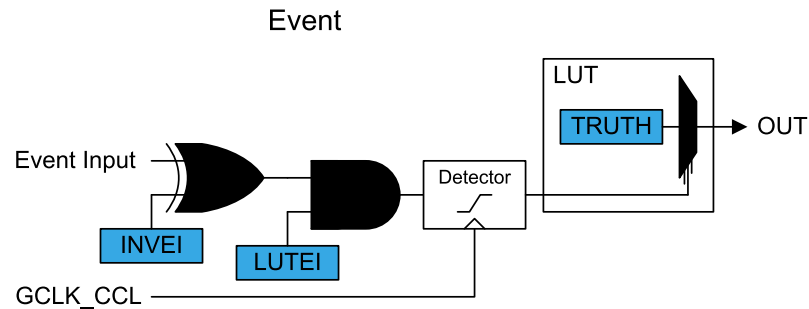 Event
LUT
TRUTH
OUT
Event Input
Detector
INVEI
LUTEI
GCLK_CCL